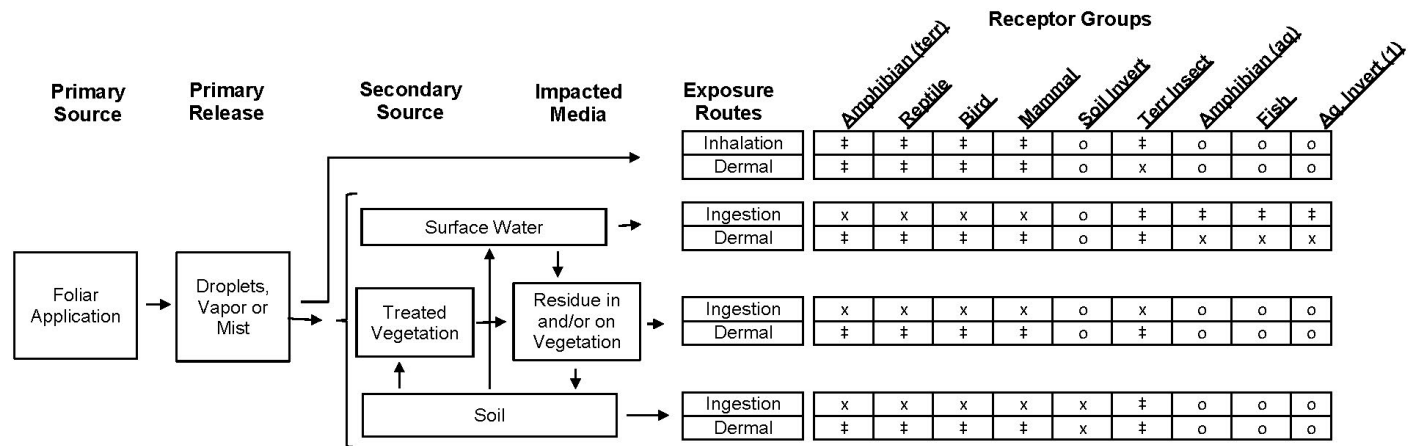 Receptor Groups
Primary
Source
Primary
Release
Secondary
Source
Impacted
Media
Exposure
Routes
Amphibian (terr)
Reptile
Bird
Mammal
Soil Invert
Terr Insect
Amphibian (aq)
Fish
Aq. Invert (1)
Inhalation ‡ ‡ ‡ ‡ o ‡ o o o
Dermal ‡ ‡ ‡ ‡ o x o o o
Surface Water
Ingestion x x x x o ‡ ‡ ‡ ‡
Dermal ‡ ‡ ‡ ‡ o ‡ x x x
Foliar
Application
Droplets,
Vapor or
Mist
Treated
Vegetation
Residue in
and/or on
Vegetation
Ingestion x x x x o x o o o
Dermal ‡ ‡ ‡ ‡ o ‡ o o o
Soil
Ingestion x x x x x ‡ o o o
Dermal ‡ ‡ ‡ ‡ x ‡ o o o